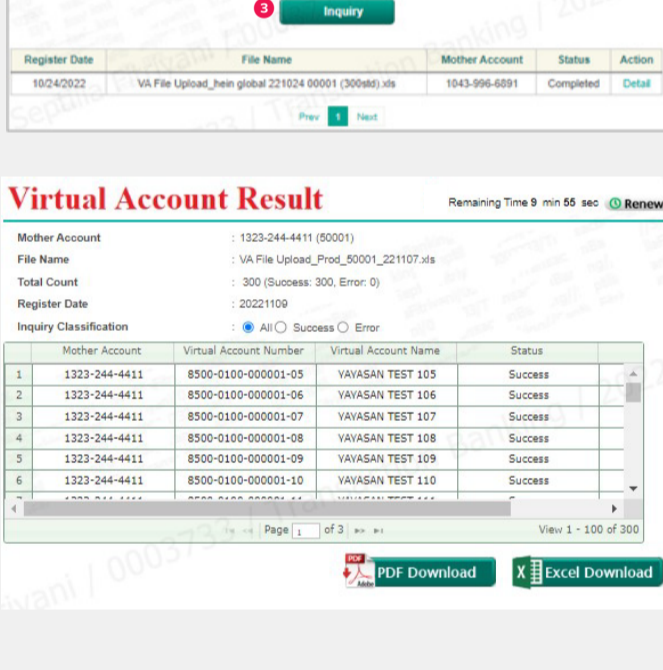 3 Inquiry
Register Date File Name Mother Account Status Action
10/24/2022 VA File Upload_hein global 221024 00001 (300std).xls 1043-996-6891 Completed Detail
Prev 1 Next
Virtual Account Result
Remaining Time 9 min 55 sec Renew
Mother Account : 1323-244-4411 (50001)
File Name : VA File Upload_Prod_50001_221107.xls
Total Count : 300 (Success: 300, Error: 0)
Register Date : 20221109
Inquiry Classification : All Success Error
Mother Account Virtual Account Number Virtual Account Name Status
1 1323-244-4411 8500-0100-000001-05 YAYASAN TEST 105 Success
2 1323-244-4411 8500-0100-000001-06 YAYASAN TEST 106 Success
3 1323-244-4411 8500-0100-000001-07 YAYASAN TEST 107 Success
4 1323-244-4411 8500-0100-000001-08 YAYASAN TEST 108 Success
5 1323-244-4411 8500-0100-000001-09 YAYASAN TEST 109 Success
6 1323-244-4411 8500-0100-000001-10 YAYASAN TEST 110 Success
Page 1 of 3 View 1 - 100 of 300
PDF Adobe PDF Download X Excel Download